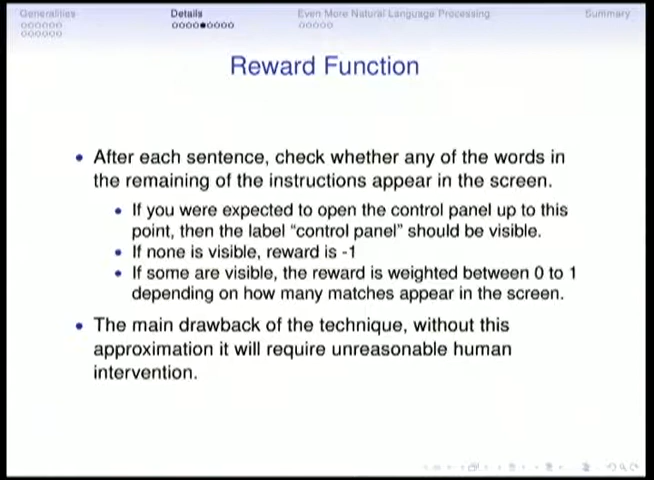 Generalities
Details
Even More Natural Language Processing
Summary
Reward Function
• After each sentence, check whether any of the words in
the remaining of the instructions appear in the screen.
• If you were expected to open the control panel up to this
point, then the label “control panel” should be visible.
• If none is visible, reward is -1
• If some are visible, the reward is weighted between 0 to 1
depending on how many matches appear in the screen.
• The main drawback of the technique, without this
approximation it will require unreasonable human
intervention.